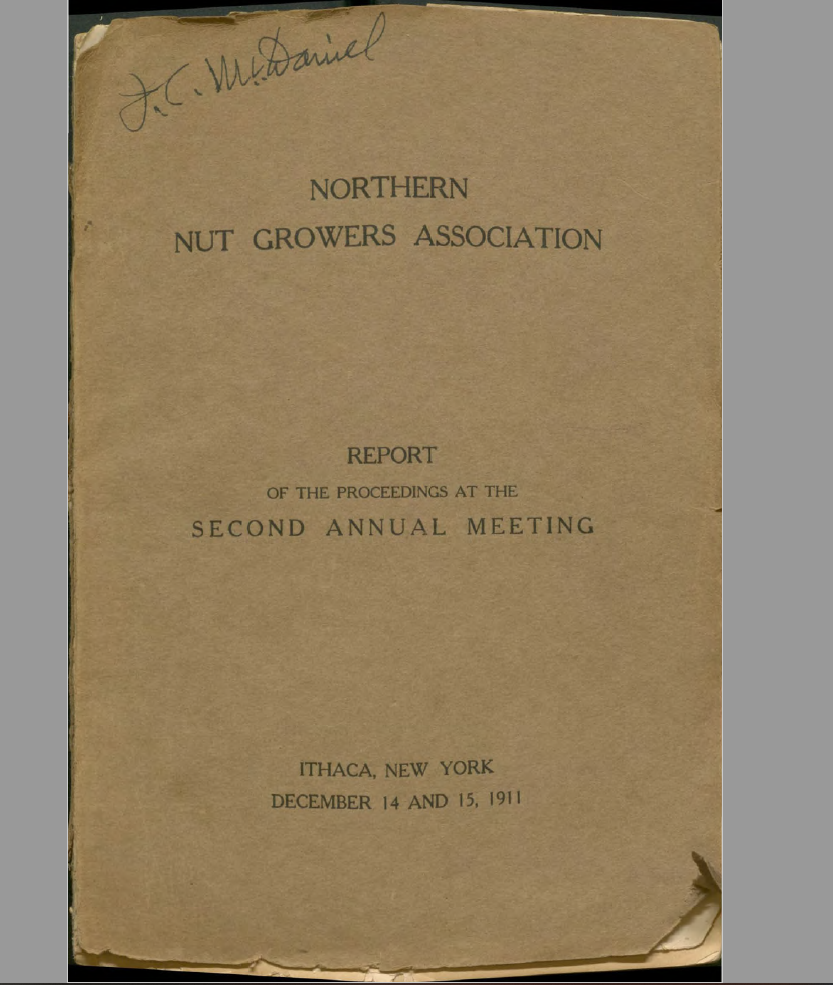 J.C. McDaniel
NORTHERN
NUT GROWERS ASSOCIATION
REPORT
OF THE PROCEEDINGS AT THE
SECOND ANNUAL MEETING
ITHACA, NEW YORK
DECEMBER 14 AND 15, 1911